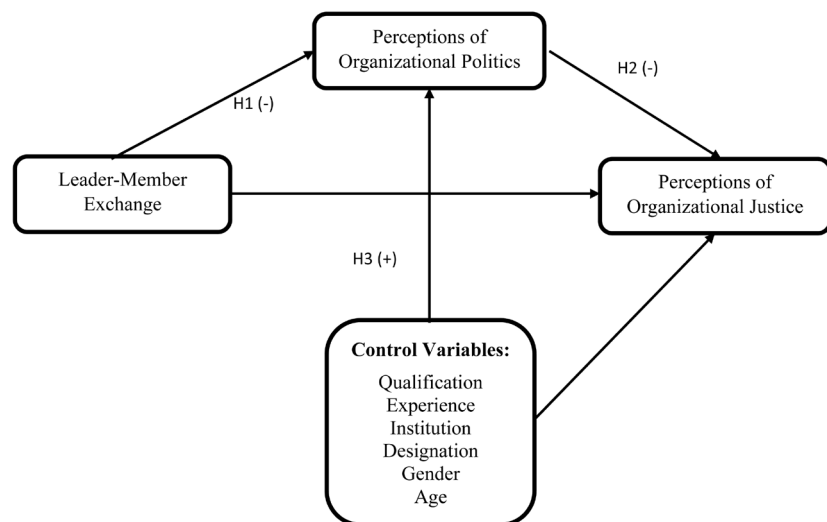 Perceptions of
Organizational Politics
H1 (-)
H2 (-)
Leader-Member
Exchange
Perceptions of
Organizational Justice
H3 (+)
Control Variables:
Qualification
Experience
Institution
Designation
Gender
Age